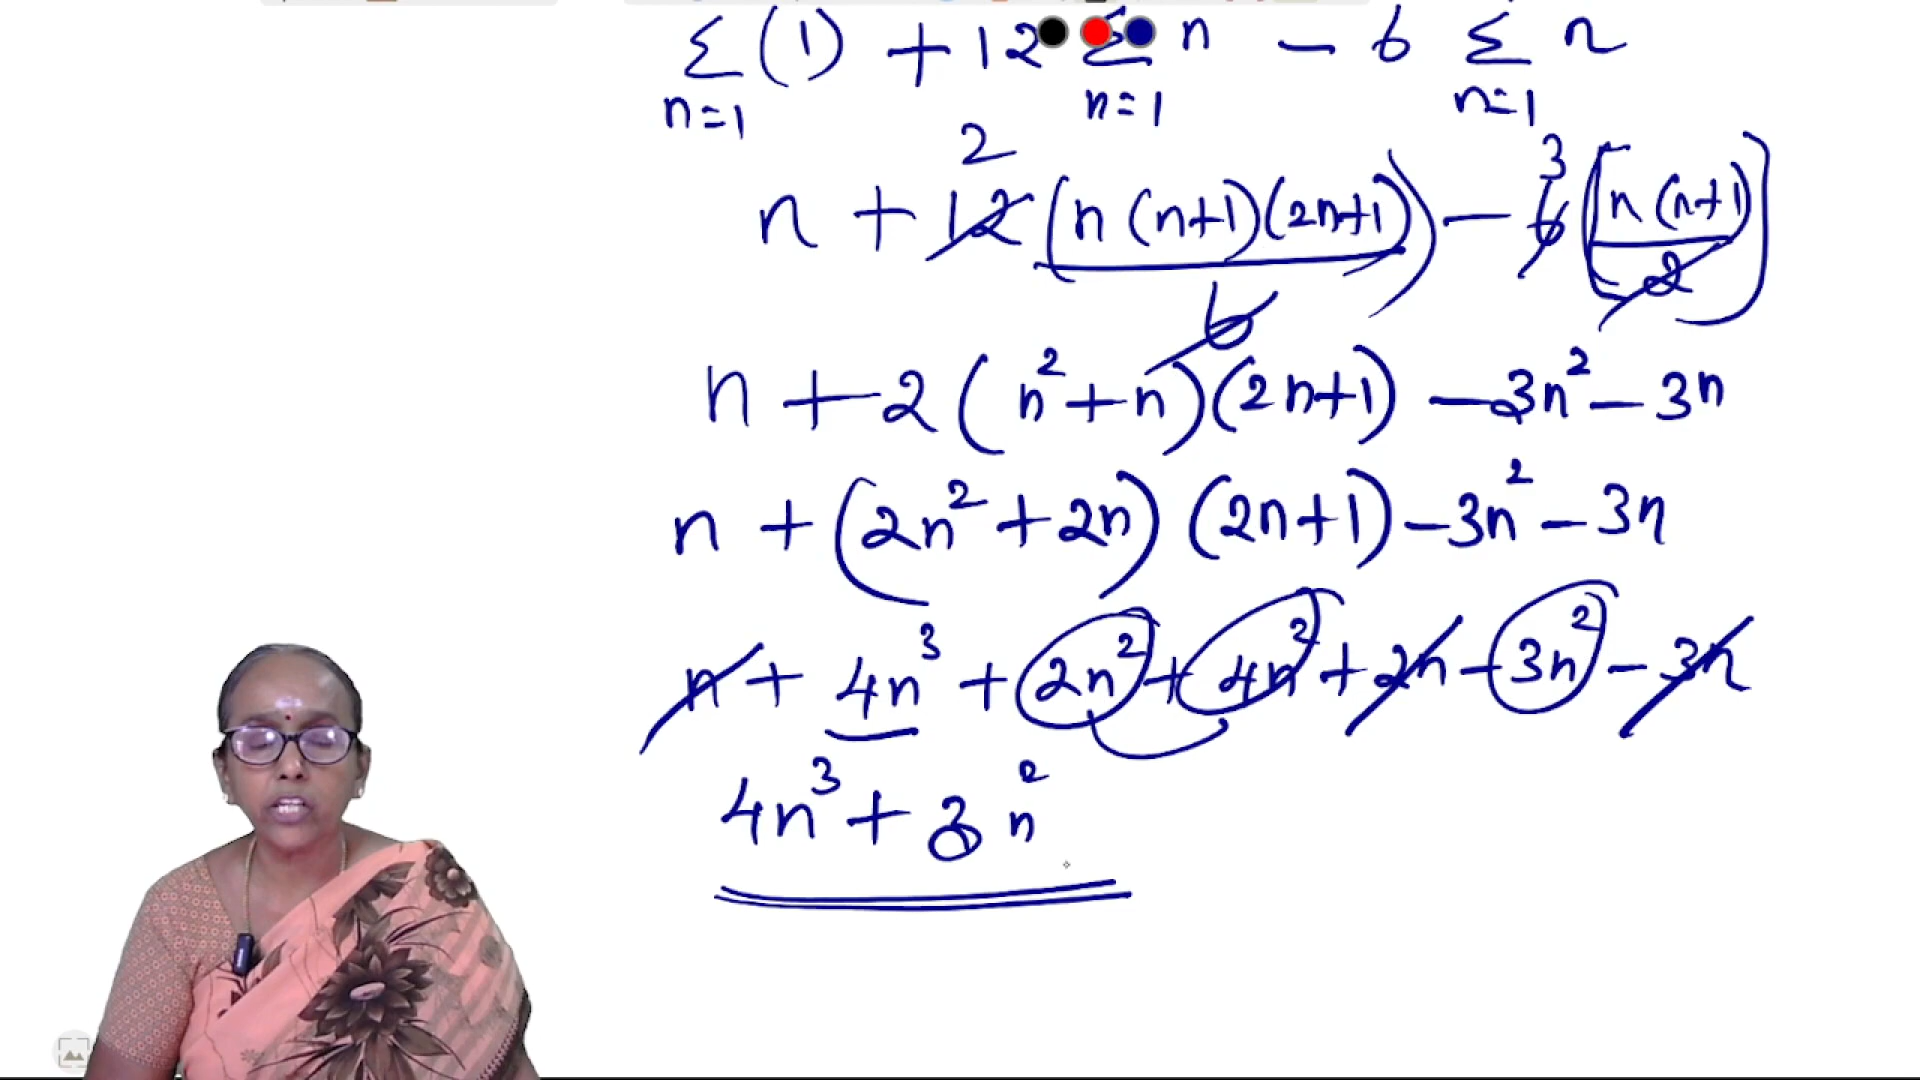 Σ (1) + 12 Σ n − 6 Σ n
n=1 n=1 n=1
2 3
n + 12 (n (n+1)(2n+1)) − 6 [n (n+1)]
6 2
n + 2 ( n² + n)(2n+1) − 3n² − 3n
n + (2n² + 2n) (2n+1) − 3n² − 3n
n + 4n³ + 2n² + 4n² + 2n − 3n² − 3n
4n³ + 3n²